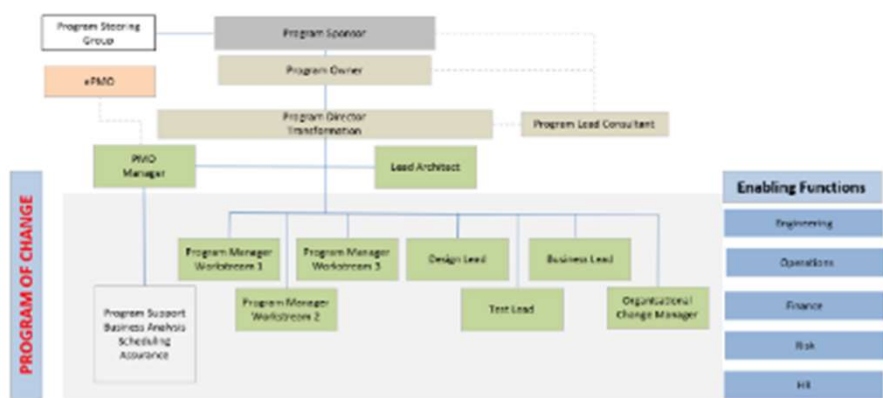 Program Steering
Group
Program Sponsor
ePMO
Program Owner
Program Director
Transformation
Program Lead Consultant
PMO
Manager
Lead Architect
PROGRAM OF CHANGE
Enabling Functions
Engineering
Operations
Finance
Risk
HR
Program Manager
Workstream 1
Program Manager
Workstream 3
Design Lead
Business Lead
Program Manager
Workstream 2
Test Lead
Organisational
Change Manager
Program Support
Business Analysis
Scheduling
Assurance